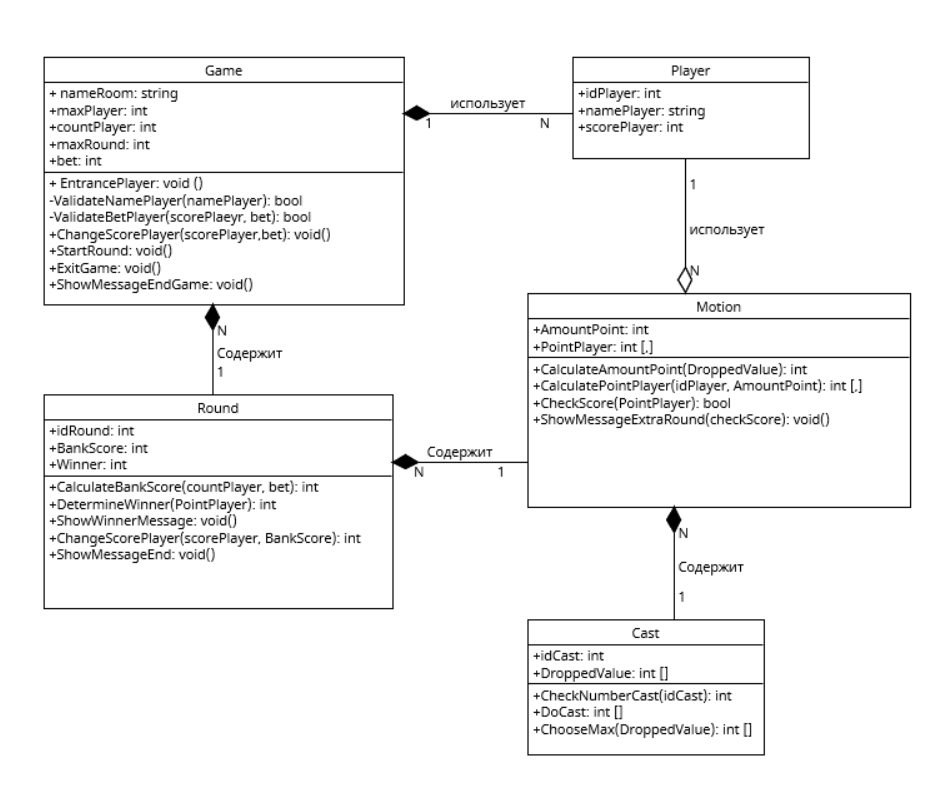 Game
+ nameRoom: string
+maxPlayer: int
+countPlayer: int
+maxRound: int
+bet: int
+ EntrancePlayer: void ()
-ValidateNamePlayer(namePlayer): bool
-ValidateBetPlayer(scorePlaeyr, bet): bool
+ChangeScorePlayer(scorePlayer,bet): void()
+StartRound: void()
+ExitGame: void()
+ShowMessageEndGame: void()
использует
1
N
Player
+idPlayer: int
+namePlayer: string
+scorePlayer: int
1
использует
N
N
Содержит
1
Motion
+AmountPoint: int
+PointPlayer: int [,]
+CalculateAmountPoint(DroppedValue): int
+CalculatePointPlayer(idPlayer, AmountPoint): int [,]
+CheckScore(PointPlayer): bool
+ShowMessageExtraRound(checkScore): void()
Round
+idRound: int
+BankScore: int
+Winner: int
+CalculateBankScore(countPlayer, bet): int
+DetermineWinner(PointPlayer): int
+ShowWinnerMessage: void()
+ChangeScorePlayer(scorePlayer, BankScore): int
+ShowMessageEnd: void()
Содержит
N
1
N
Содержит
1
Cast
+idCast: int
+DroppedValue: int []
+CheckNumberCast(idCast): int
+DoCast: int []
+ChooseMax(DroppedValue): int []